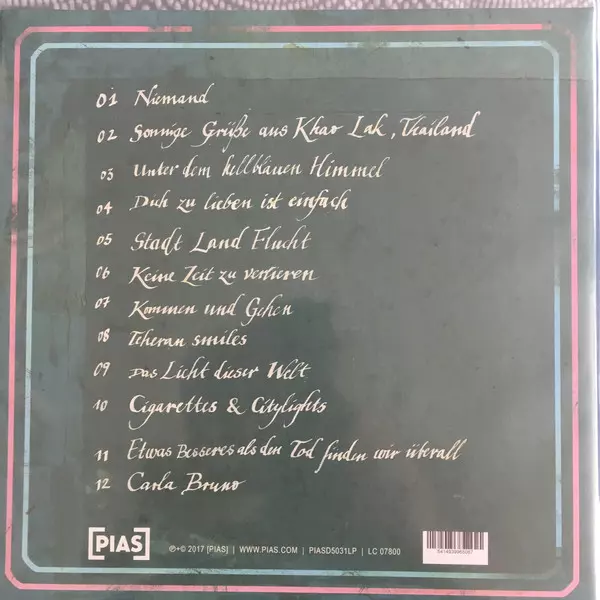 01 Niemand
02 Sonnige Grüße aus Khao Lak, Thailand
03 Unter dem hellblauen Himmel
04 Dich zu lieben ist einfach
05 Stadt Land Flucht
06 Keine Zeit zu verlieren
07 Kommen und Gehen
08 Teheran smiles
09 Das Licht dieser Welt
10 Cigarettes & Citylights
11 Etwas Besseres als den Tod finden wir überall
12 Carla Bruno
[PIAS] ℗+© 2017 [PIAS] | WWW.PIAS.COM | PIASD5031LP | LC 07800